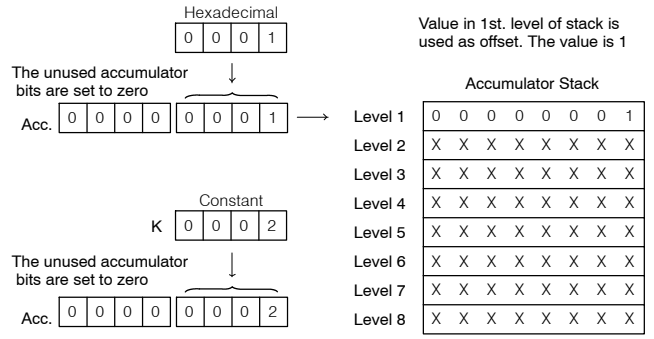 Hexadecimal
0 0 0 1
The unused accumulator
bits are set to zero
Acc. 0 0 0 0 0 0 0 1
Constant
K 0 0 0 2
The unused accumulator
bits are set to zero
Acc. 0 0 0 0 0 0 0 2
Value in 1st. level of stack is
used as offset. The value is 1
Accumulator Stack
Level 1 0 0 0 0 0 0 0 1
Level 2 X X X X X X X X
Level 3 X X X X X X X X
Level 4 X X X X X X X X
Level 5 X X X X X X X X
Level 6 X X X X X X X X
Level 7 X X X X X X X X
Level 8 X X X X X X X X